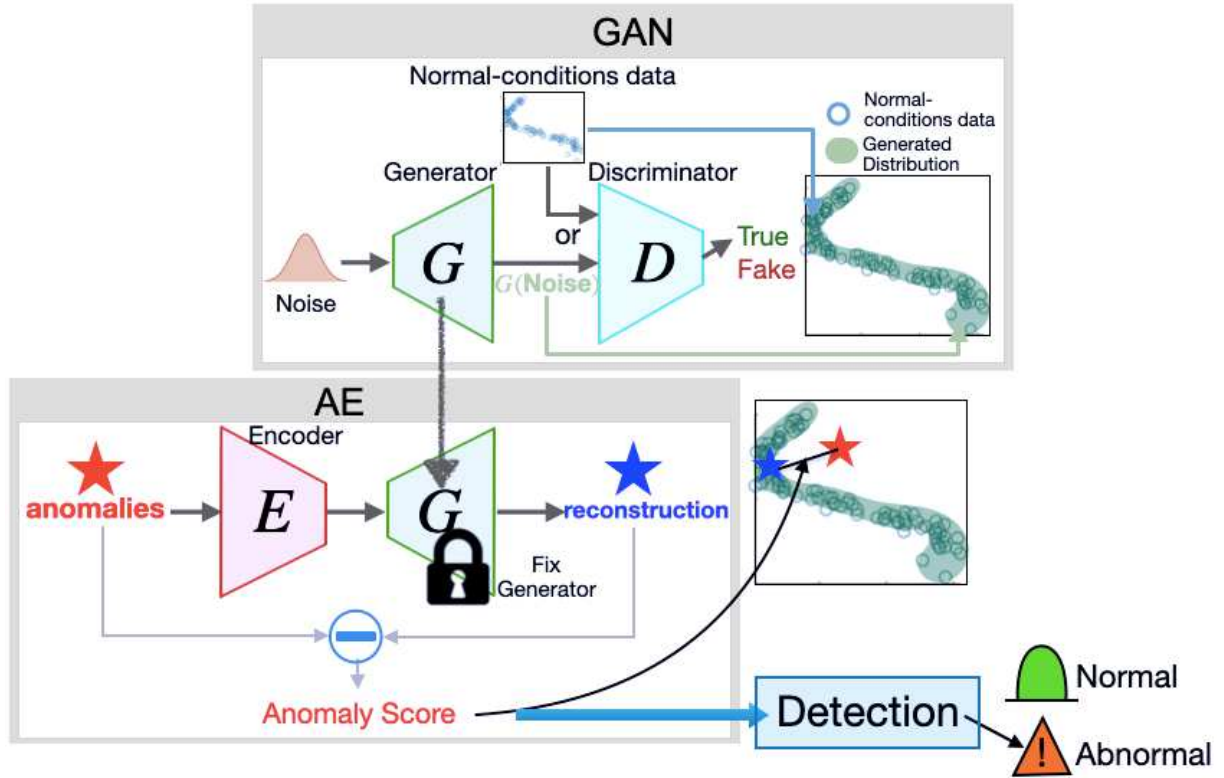 GAN
Normal-conditions data
Normal-
conditions data
Generated
Distribution
Generator
Discriminator
G
or
D
True
Fake
G(Noise)
Noise
AE
Encoder
anomalies
E
G
reconstruction
Fix
Generator
Anomaly Score
Detection
Normal
!
Abnormal